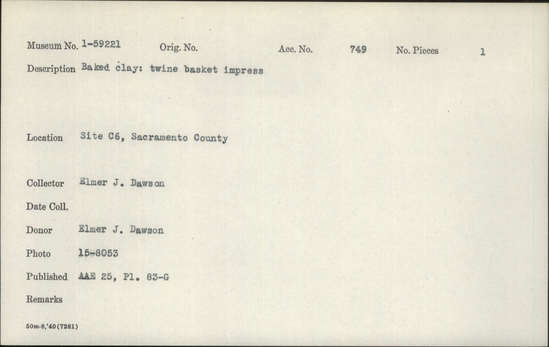 Museum No. 1-59221 Orig. No. Acc. No. 749 No. Pieces 1
Description Baked clay: twine basket impress
Location Site C6, Sacramento County
Collector Elmer J. Dawson
Date Coll.
Donor Elmer J. Dawson
Photo 15-8053
Published AAE 25, Pl. 83-G
Remarks
50m-8,'40(7261)